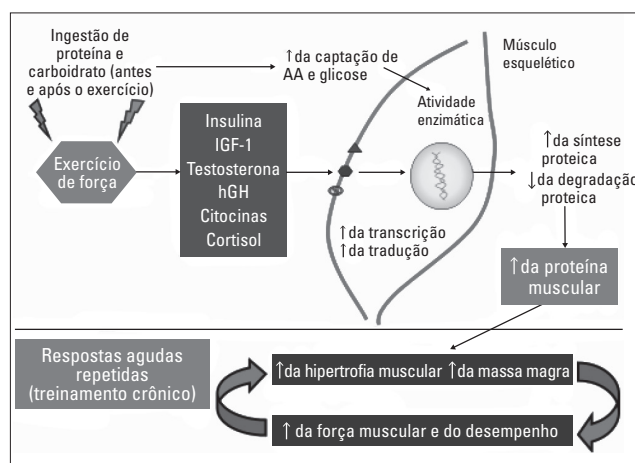 Ingestão de
proteína e
carboidrato (antes
e após o exercício)
↑da captação de
AA e glicose
Músculo
esquelético
Atividade
enzimática
Exercício
de força
Insulina
IGF-1
Testosterona
hGH
Citocinas
Cortisol
↑da síntese
proteica
↓da degradação
proteica
↑da transcrição
↑da tradução
↑da proteína
muscular
Respostas agudas
repetidas
(treinamento crônico)
↑da hipertrofia muscular ↑da massa magra
↑ da força muscular e do desempenho